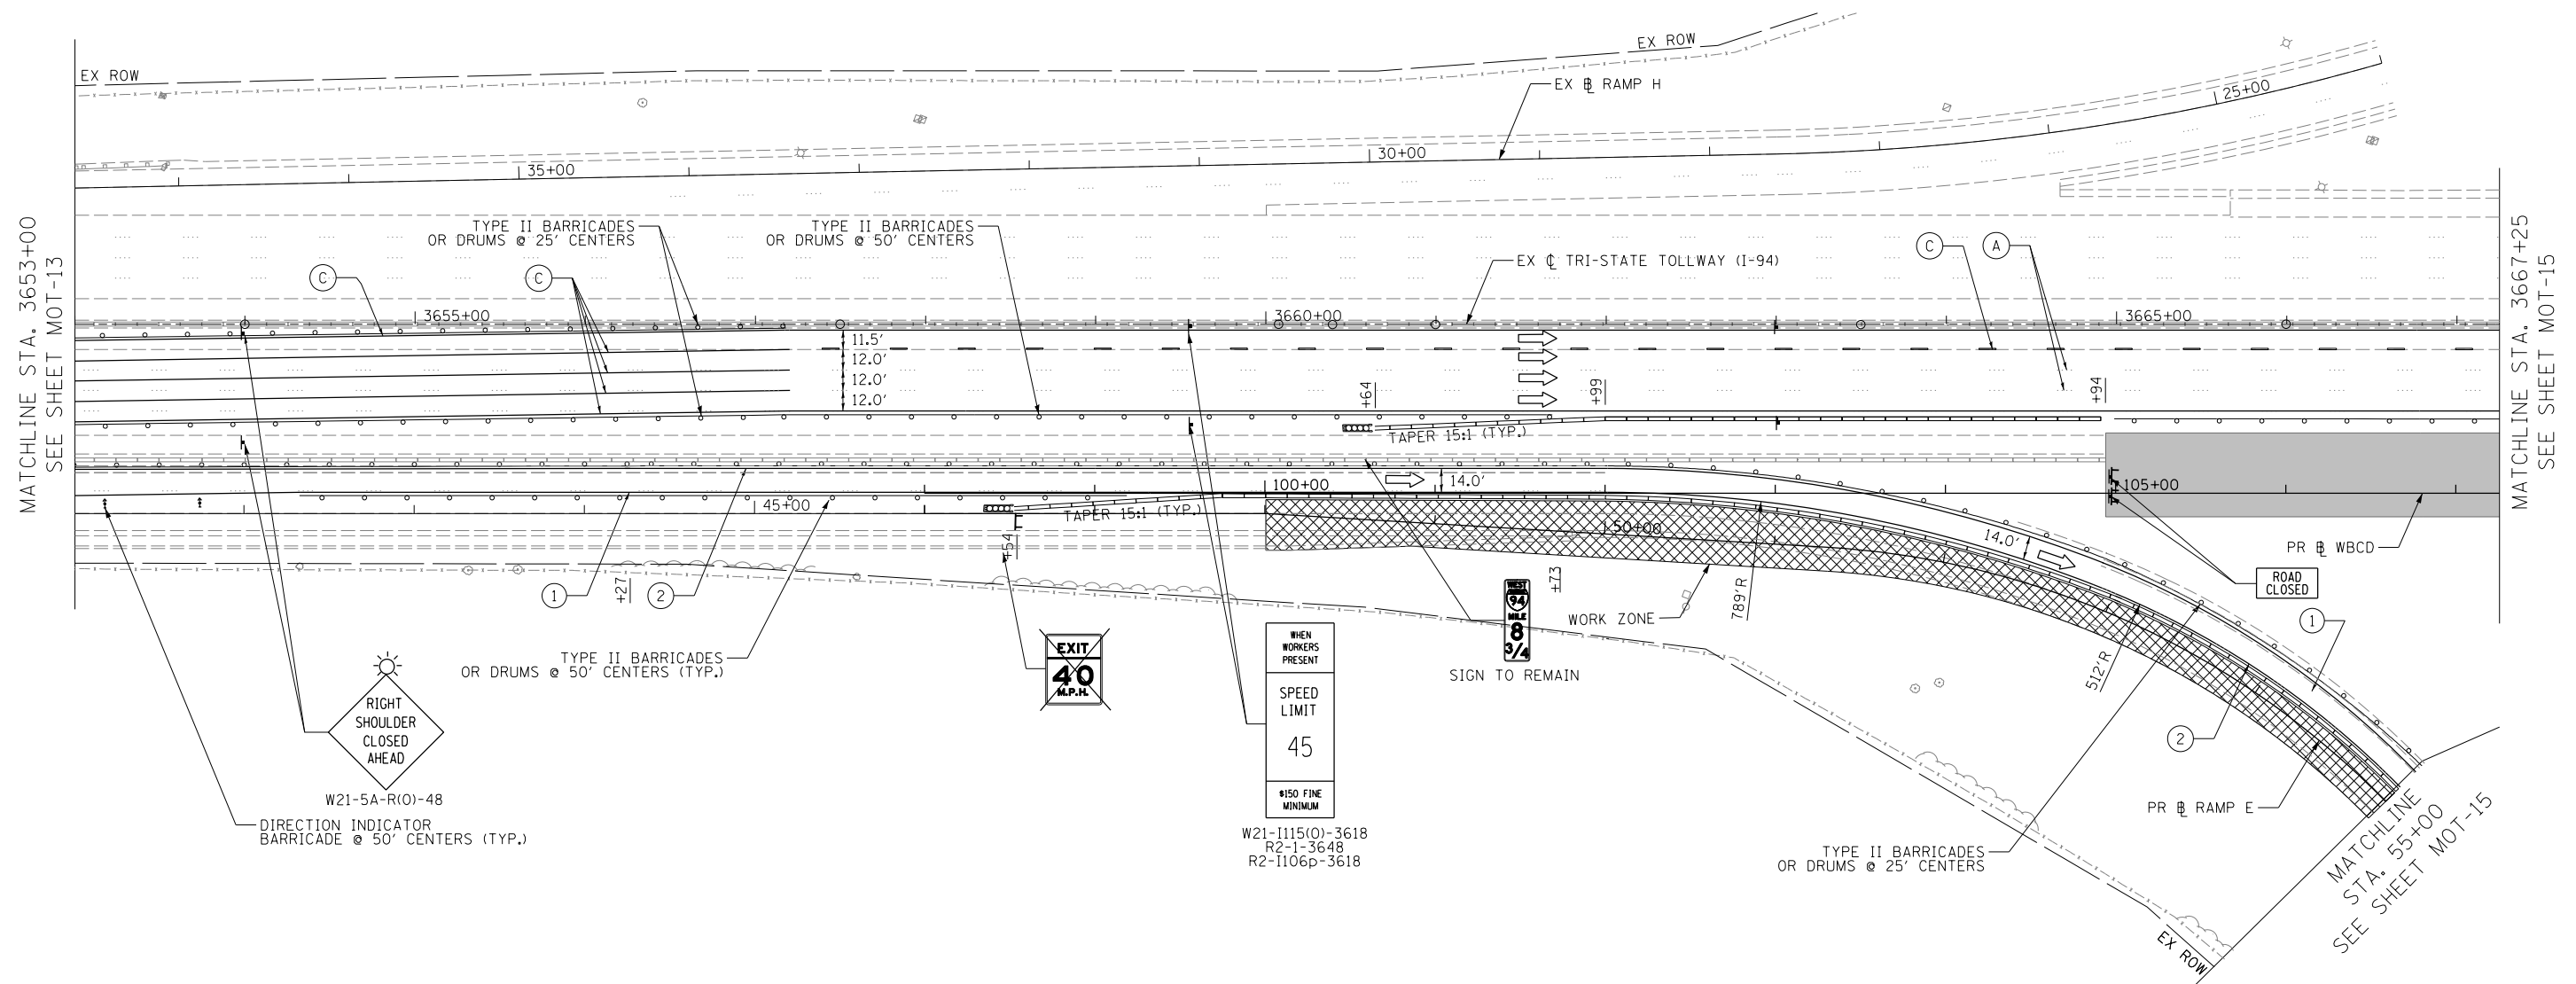 EX ROW
EX ROW
EX ⅊ RAMP H
25+00
30+00
35+00
MATCHLINE STA. 3653+00
SEE SHEET MOT-13
TYPE II BARRICADES
OR DRUMS @ 25' CENTERS
TYPE II BARRICADES
OR DRUMS @ 50' CENTERS
EX ℄ TRI-STATE TOLLWAY (I-94)
C
A
C
C
3655+00
3660+00
3665+00
MATCHLINE STA. 3667+25
SEE SHEET MOT-15
11.5'
12.0'
12.0'
12.0'
+64
+99
+94
TAPER 15:1 (TYP.)
14.0'
100+00
105+00
45+00
TAPER 15:1 (TYP.)
50+00
14.0'
PR ⅊ WBCD
+54
+27
+73
1
2
789'R
WORK ZONE
ROAD
CLOSED
1
WEST
94
MILE
8
3/4
SIGN TO REMAIN
TYPE II BARRICADES
OR DRUMS @ 50' CENTERS (TYP.)
EXIT
40
M.P.H.
WHEN
WORKERS
PRESENT
SPEED
LIMIT
45
$150 FINE
MINIMUM
W21-I115(O)-3618
R2-1-3648
R2-I106p-3618
RIGHT
SHOULDER
CLOSED
AHEAD
W21-5A-R(O)-48
DIRECTION INDICATOR
BARRICADE @ 50' CENTERS (TYP.)
512'R
2
PR ⅊ RAMP E
TYPE II BARRICADES
OR DRUMS @ 25' CENTERS
MATCHLINE
STA. 55+00
SEE SHEET MOT-15
EX ROW